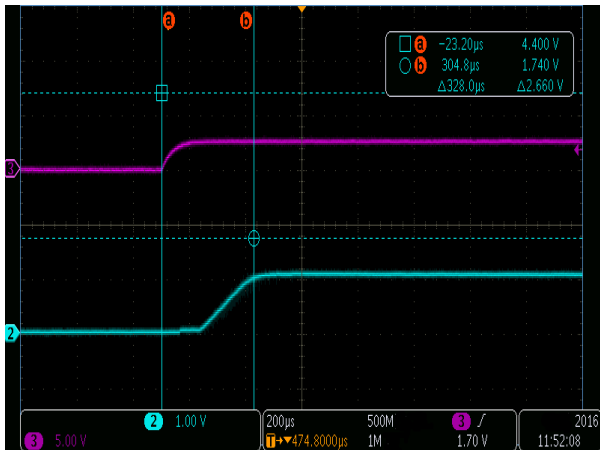 a b
a -23.20µs 4.400 V
b 304.8µs 1.740 V
Δ328.0µs Δ2.660 V
3
2
2 1.00 V 200µs 500M 3 2016
3 5.00 V T→▼474.8000µs 1M 1.70 V 11:52:08